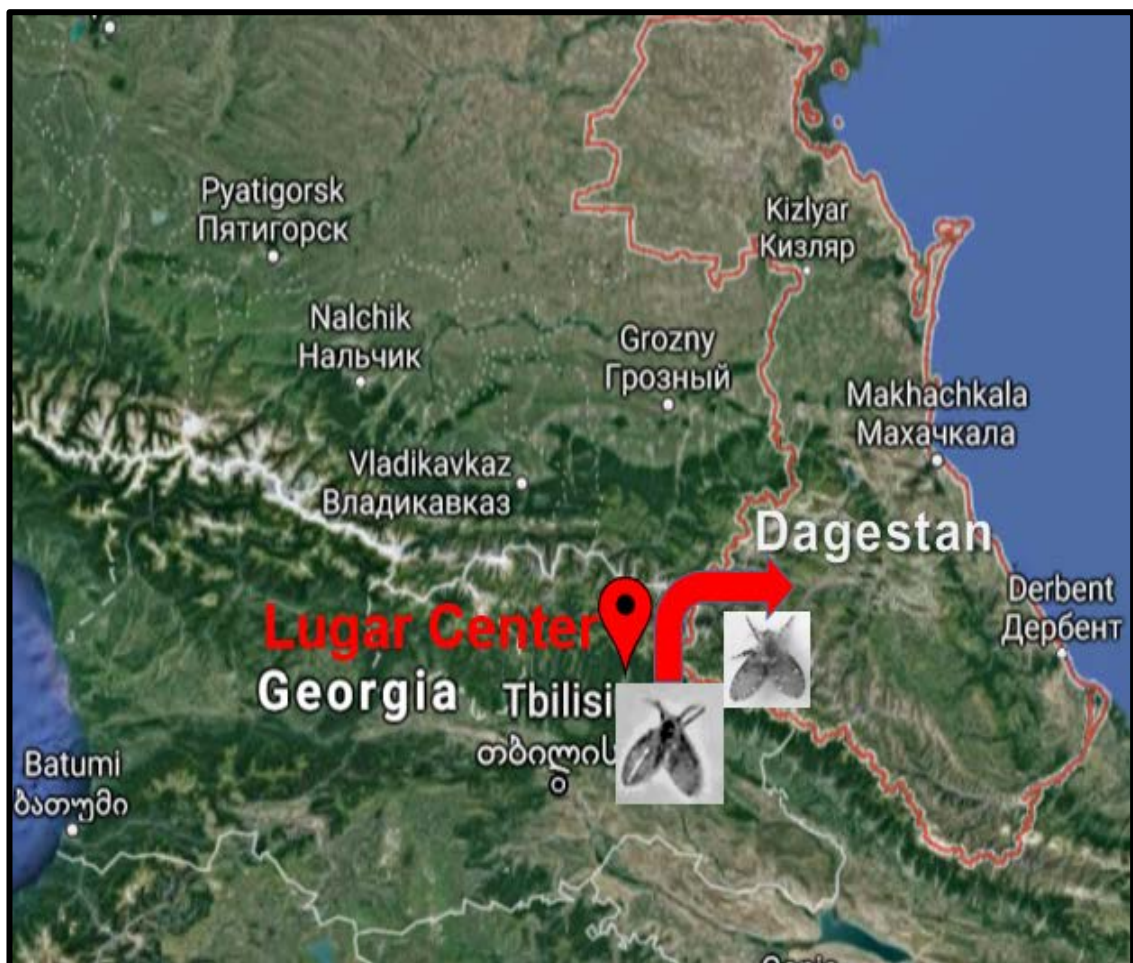 Pyatigorsk
Пятигорск
Kizlyar
Кизляр
Nalchik
Нальчик
Grozny
Грозный
Makhachkala
Махачкала
Vladikavkaz
Владикавказ
Dagestan
Lugar Center
Derbent
Дербент
Georgia
Tbilisi
Batumi
ბათუმი